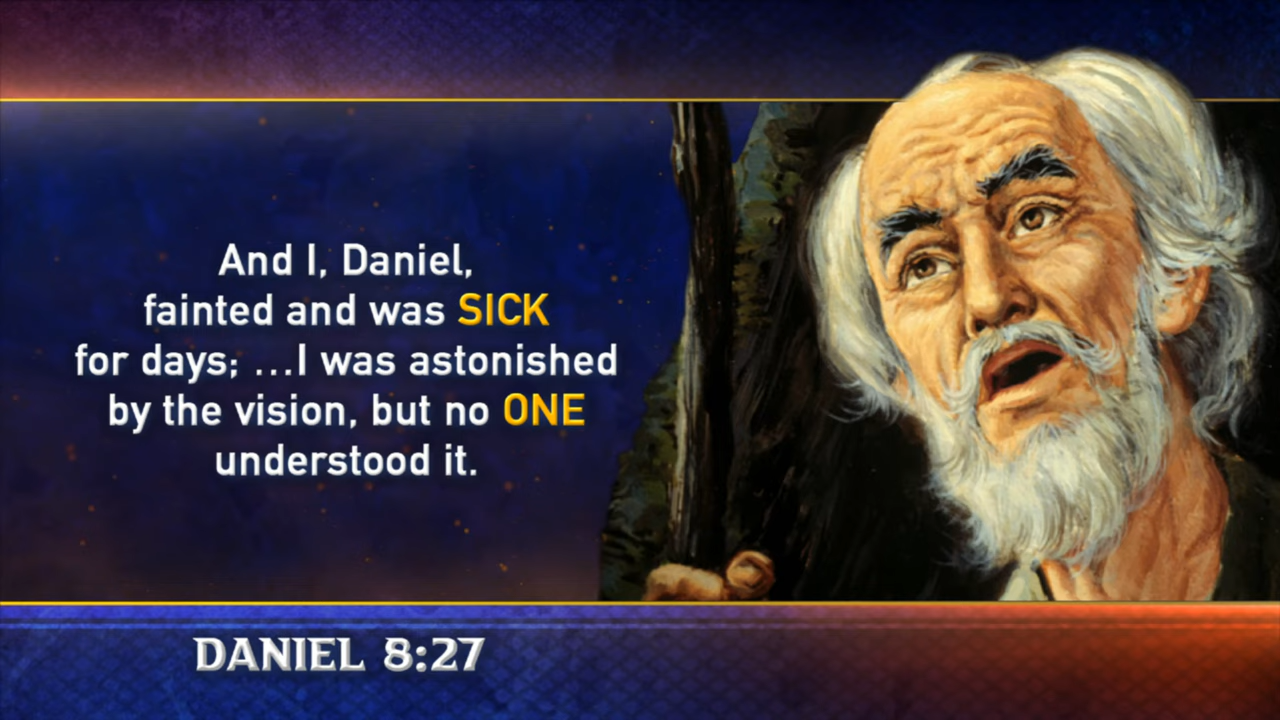 And I, Daniel,
fainted and was SICK
for days; ...I was astonished
by the vision, but no ONE
understood it.
DANIEL 8:27